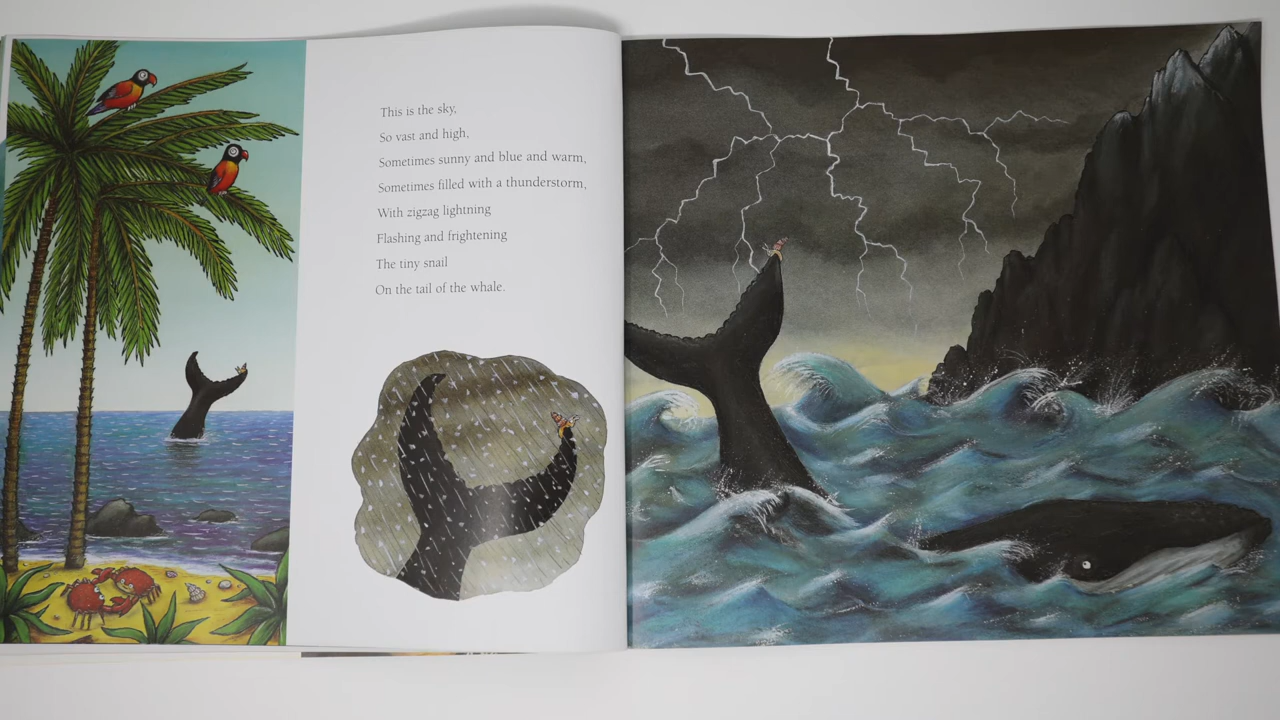 This is the sky,
So vast and high,
Sometimes sunny and blue and warm,
Sometimes filled with a thunderstorm,
With zigzag lightning
Flashing and frightening
The tiny snail
On the tail of the whale.